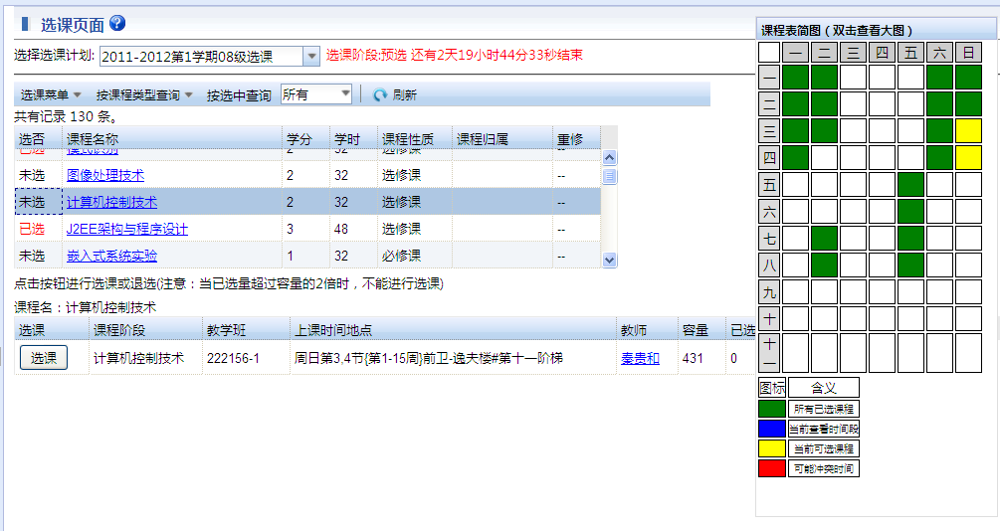 选课页面
选择选课计划: 2011-2012第1学期08级选课 选课阶段:预选 还有2天19小时44分33秒结束
选课菜单 按课程类型查询 按选中查询 所有 刷新
共有记录 130 条。
选否 课程名称 学分 学时 课程性质 课程归属 重修
已选 模式识别 2 32 选修课 --
未选 图像处理技术 2 32 选修课 --
未选 计算机控制技术 2 32 选修课 --
已选 J2EE架构与程序设计 3 48 选修课 --
未选 嵌入式系统实验 1 32 必修课 --
点击按钮进行选课或退选(注意：当已选量超过容量的2倍时，不能进行选课)
课程名：计算机控制技术
选课 课程阶段 教学班 上课时间地点 教师 容量 已选
选课 计算机控制技术 222156-1 周日第3,4节{第1-15周}前卫-逸夫楼#第十一阶梯 秦贵和 431 0
课程表简图（双击查看大图）
一 二 三 四 五 六 日
一
二
三
四
五
六
七
八
九
十
十一
图标 含义
所有已选课程
当前查看时间段
当前可选课程
可能冲突时间